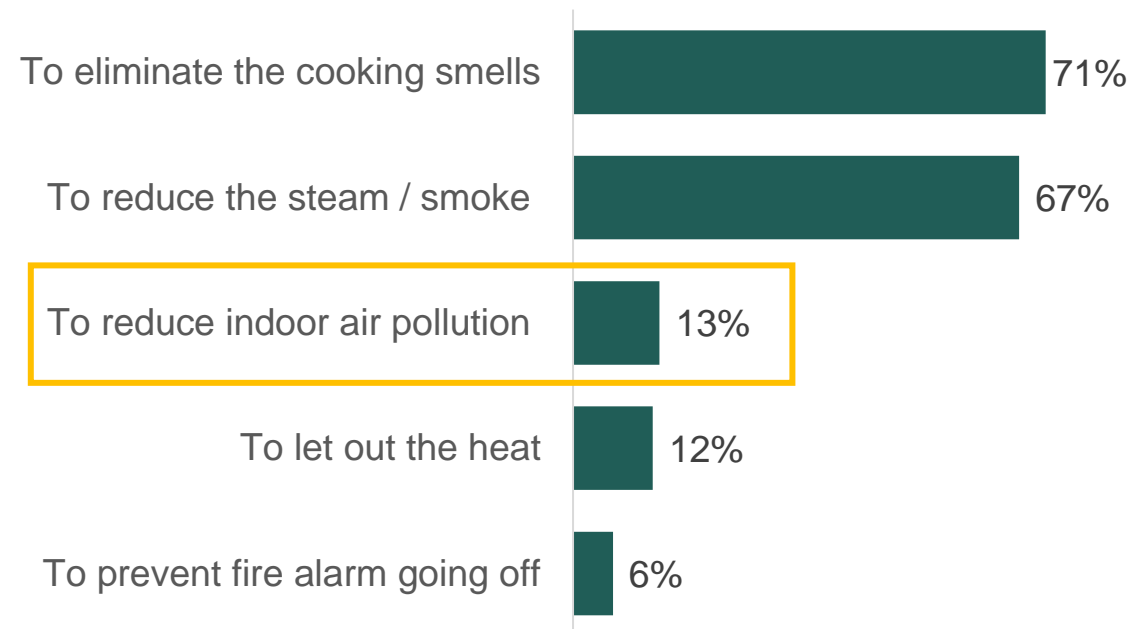 To eliminate the cooking smells 71%
To reduce the steam / smoke 67%
To reduce indoor air pollution 13%
To let out the heat 12%
To prevent fire alarm going off 6%